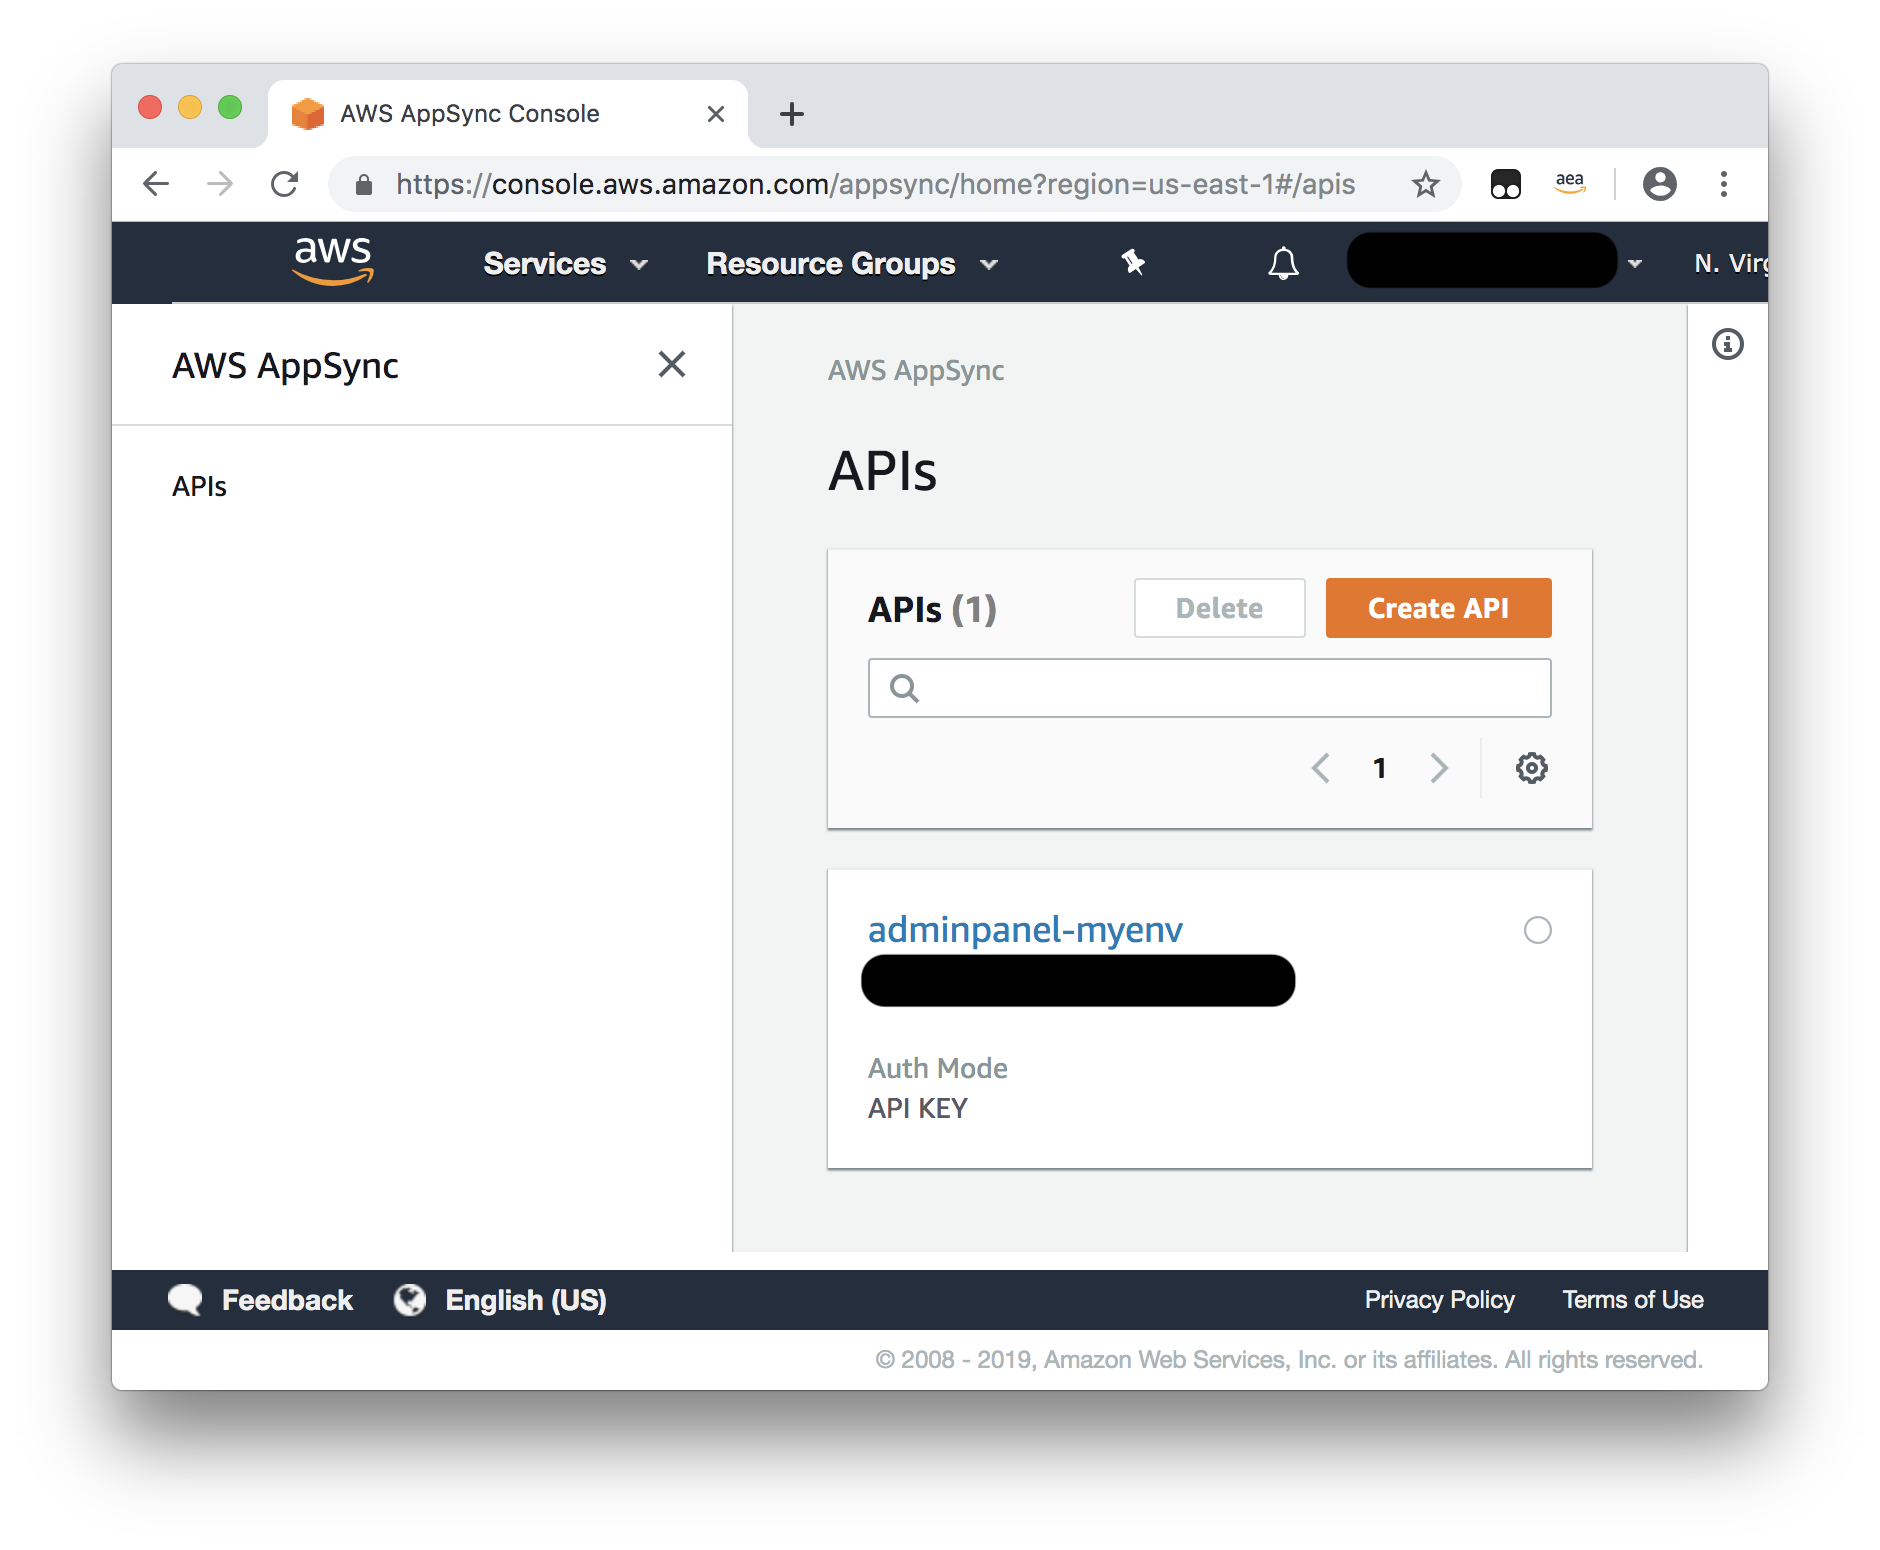 AWS AppSync Console
https://console.aws.amazon.com/appsync/home?region=us-east-1#/apis
aea
aws
Services
Resource Groups
N. Virg
AWS AppSync
APIs
AWS AppSync
APIs
APIs (1)
Delete
Create API
1
adminpanel-myenv
Auth Mode
API KEY
Feedback
English (US)
Privacy Policy
Terms of Use
© 2008 - 2019, Amazon Web Services, Inc. or its affiliates. All rights reserved.